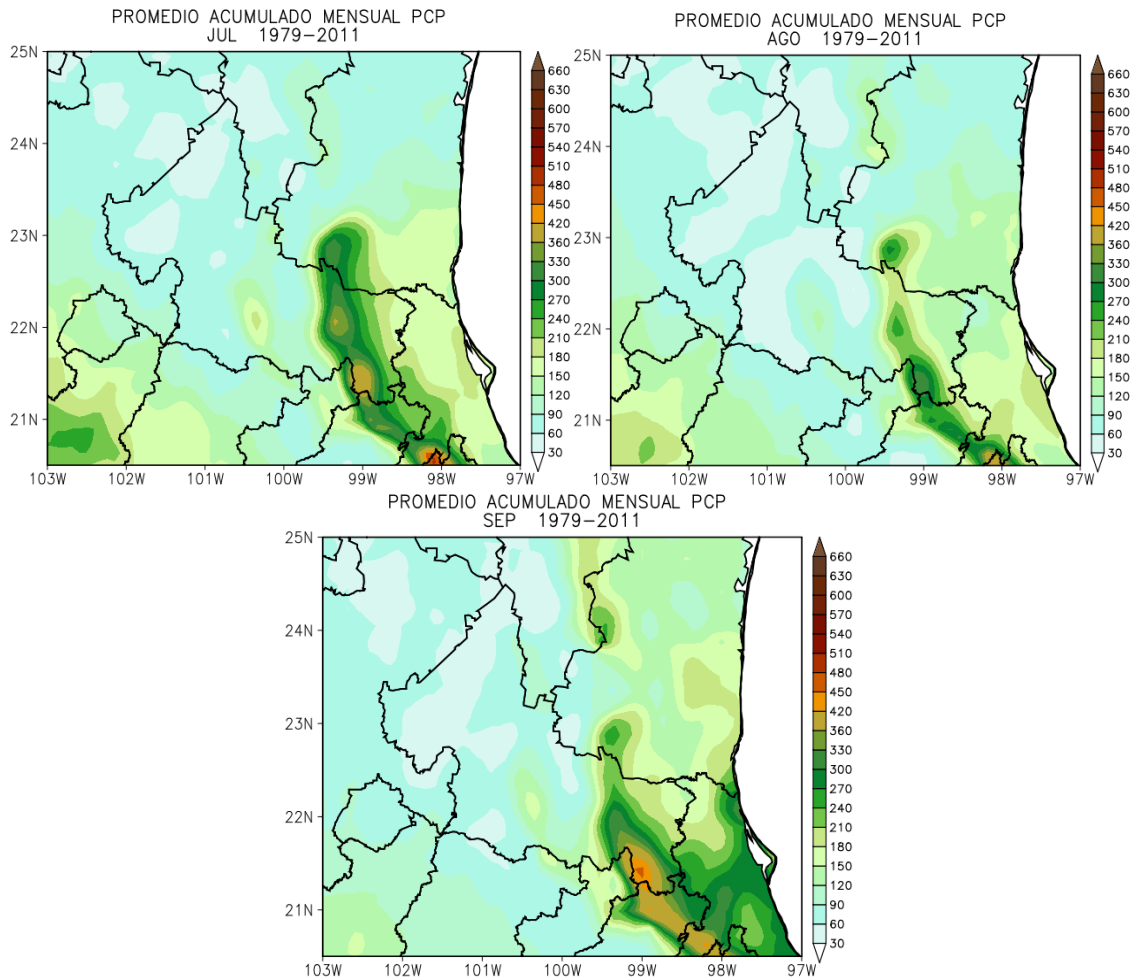 PROMEDIO ACUMULADO MENSUAL PCP
JUL 1979-2011
25N
24N
23N
22N
21N
103W
102W
101W
100W
99W
98W
97W
660
630
600
570
540
510
480
450
420
360
330
300
270
240
210
180
150
120
90
60
30
PROMEDIO ACUMULADO MENSUAL PCP
AGO 1979-2011
25N
24N
23N
22N
21N
103W
102W
101W
100W
99W
98W
97W
660
630
600
570
540
510
480
450
420
360
330
300
270
240
210
180
150
120
90
60
30
PROMEDIO ACUMULADO MENSUAL PCP
SEP 1979-2011
25N
24N
23N
22N
21N
103W
102W
101W
100W
99W
98W
97W
660
630
600
570
540
510
480
450
420
360
330
300
270
240
210
180
150
120
90
60
30